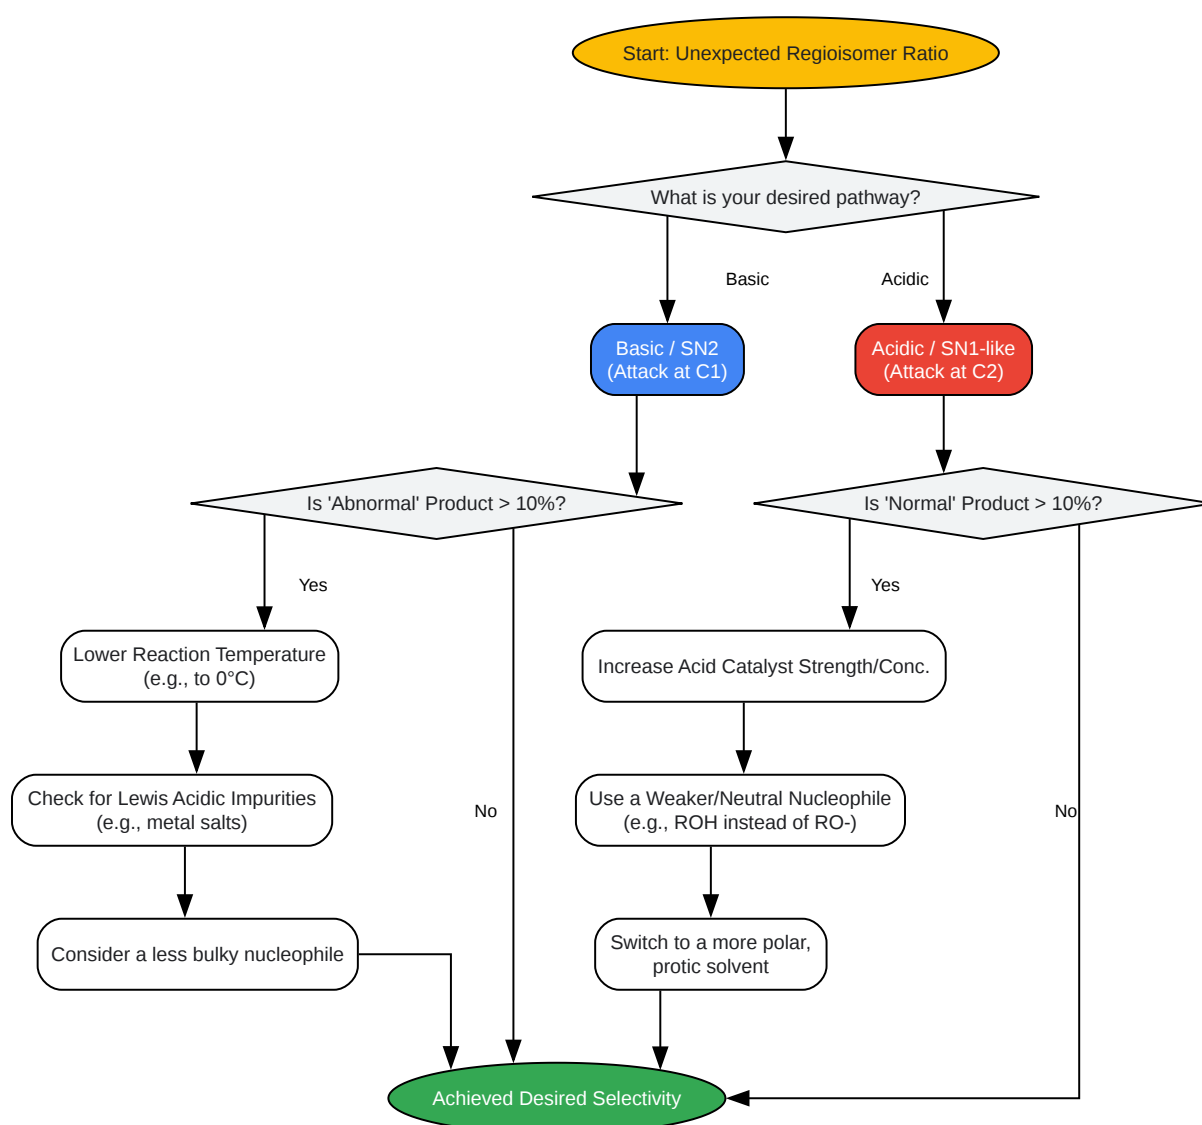 Start: Unexpected Regioisomer Ratio
What is your desired pathway?
Basic
Acidic
Basic / SN2
(Attack at C1)
Acidic / SN1-like
(Attack at C2)
Is 'Abnormal' Product > 10%?
Is 'Normal' Product > 10%?
Yes
Yes
Lower Reaction Temperature
(e.g., to 0°C)
Increase Acid Catalyst Strength/Conc.
Check for Lewis Acidic Impurities
(e.g., metal salts)
No
Use a Weaker/Neutral Nucleophile
(e.g., ROH instead of RO-)
No
Consider a less bulky nucleophile
Switch to a more polar,
protic solvent
Achieved Desired Selectivity